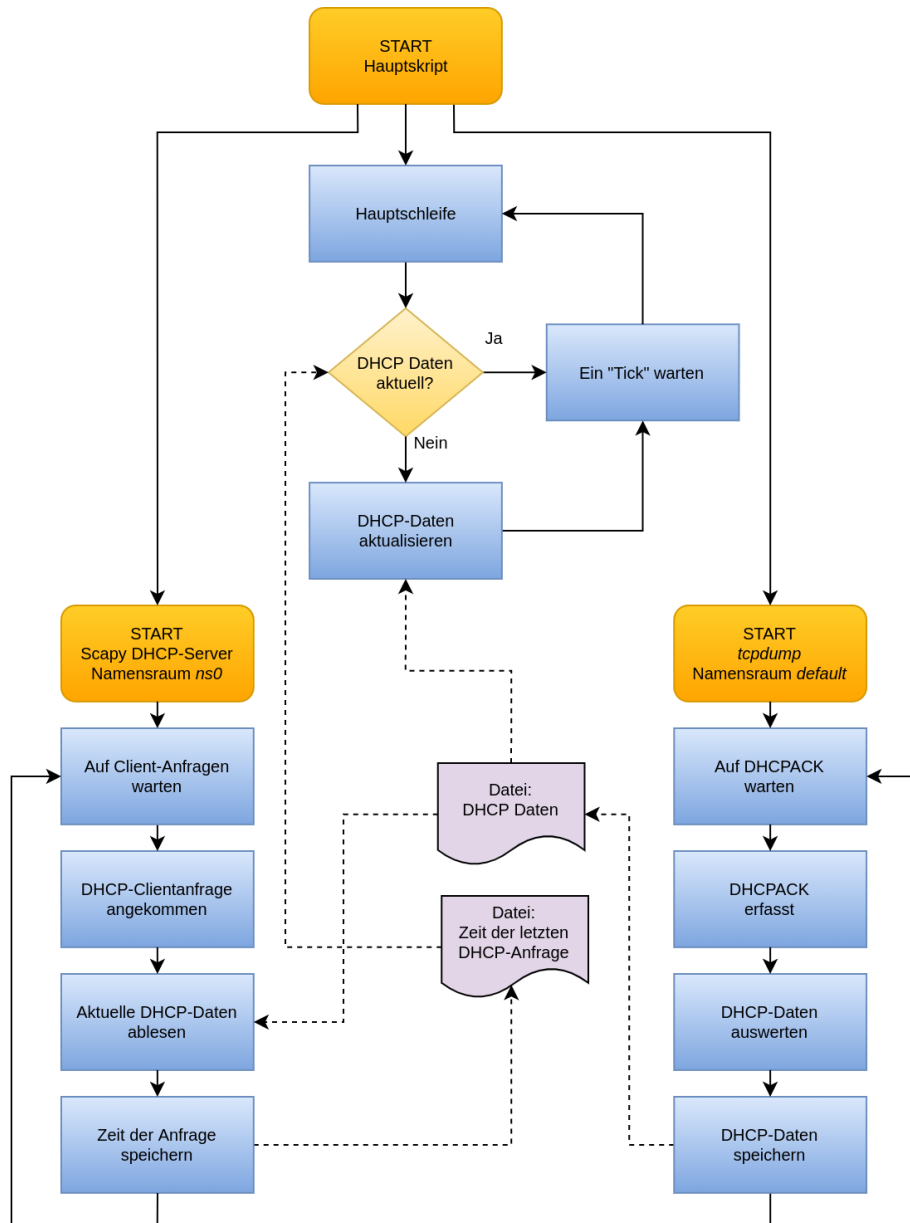 START
Hauptskript
Hauptschleife
Ja
DHCP Daten
aktuell?
Ein "Tick" warten
Nein
DHCP-Daten
aktualisieren
START
Scapy DHCP-Server
Namensraum ns0
START
tcpdump
Namensraum default
Auf Client-Anfragen
warten
Datei:
DHCP Daten
Auf DHCPACK
warten
DHCP-Clientanfrage
angekommen
Datei:
Zeit der letzten
DHCP-Anfrage
DHCPACK
erfasst
Aktuelle DHCP-Daten
ablesen
DHCP-Daten
auswerten
Zeit der Anfrage
speichern
DHCP-Daten
speichern